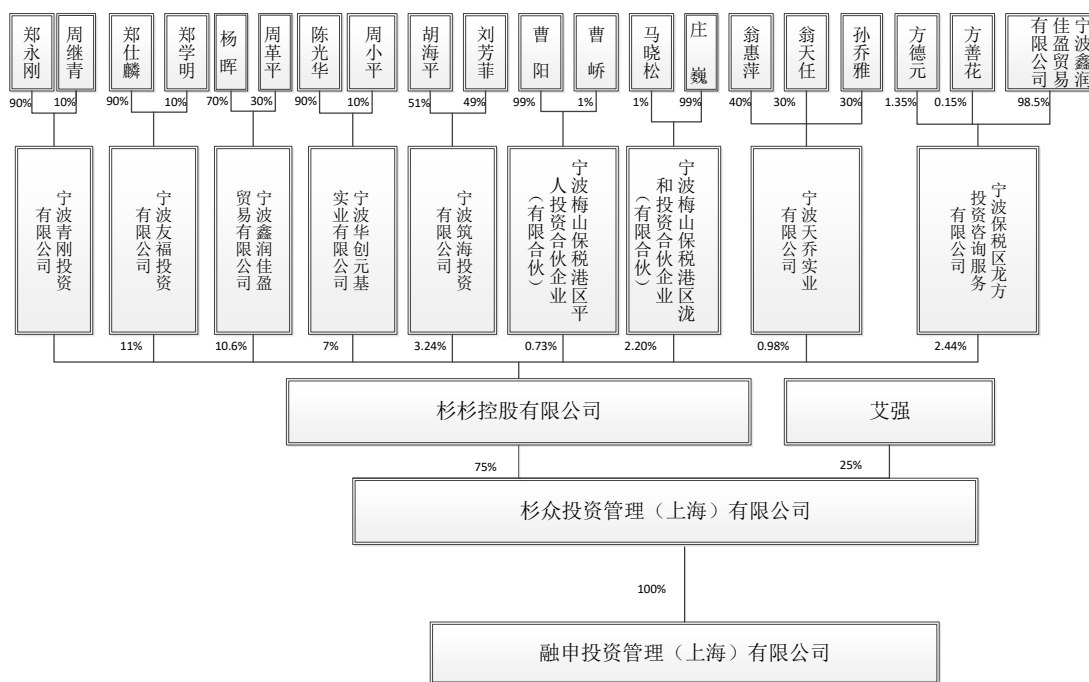 郑永刚
周继青
郑仕麟
郑学明
杨晖
周革平
陈光华
周小平
胡海平
刘芳菲
曹阳
曹峤
马晓松
庄巍
翁惠萍
翁天任
孙乔雅
方德元
方善花
宁波鑫润
佳盈贸易
有限公司
90%
10%
90%
10%
70%
30%
90%
10%
51%
49%
99%
1%
1%
99%
40%
30%
30%
1.35%
0.15%
98.5%
宁波青刚投资
有限公司
宁波友福投资
有限公司
宁波鑫润佳盈
贸易有限公司
宁波华创元基
实业有限公司
宁波筑海投资
有限公司
宁波梅山保税港区平
人投资合伙企业
（有限合伙）
宁波梅山保税港区泷
和投资合伙企业
（有限合伙）
宁波天乔实业
有限公司
宁波保税区龙方
投资咨询服务
有限公司
11%
10.6%
7%
3.24%
0.73%
2.20%
0.98%
2.44%
杉杉控股有限公司
艾强
75%
25%
杉众投资管理（上海）有限公司
100%
融申投资管理（上海）有限公司